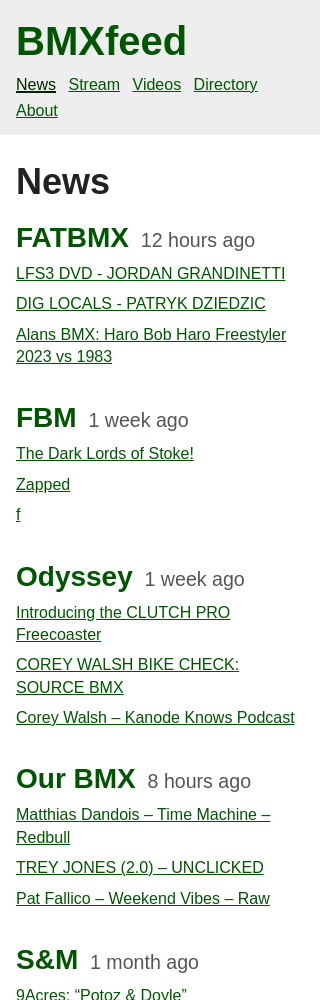 BMXfeed
News Stream Videos Directory
About
News
FATBMX 12 hours ago
LFS3 DVD - JORDAN GRANDINETTI
DIG LOCALS - PATRYK DZIEDZIC
Alans BMX: Haro Bob Haro Freestyler
2023 vs 1983
FBM 1 week ago
The Dark Lords of Stoke!
Zapped
f
Odyssey 1 week ago
Introducing the CLUTCH PRO
Freecoaster
COREY WALSH BIKE CHECK:
SOURCE BMX
Corey Walsh – Kanode Knows Podcast
Our BMX 8 hours ago
Matthias Dandois – Time Machine –
Redbull
TREY JONES (2.0) – UNCLICKED
Pat Fallico – Weekend Vibes – Raw
S&M 1 month ago
9Acres: “Potoz & Doyle”